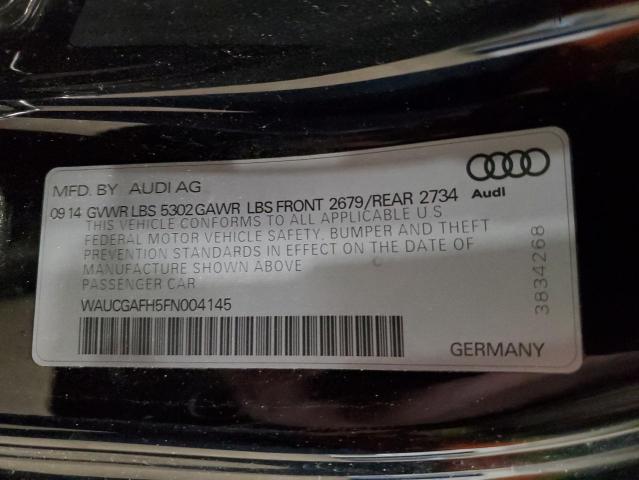 MFD. BY AUDI AG
Audi
09 14 GVWR LBS 5302 GAWR LBS FRONT 2679/REAR 2734
THIS VEHICLE CONFORMS TO ALL APPLICABLE U S
FEDERAL MOTOR VEHICLE SAFETY, BUMPER AND THEFT
PREVENTION STANDARDS IN EFFECT ON THE DATE OF
MANUFACTURE SHOWN ABOVE
PASSENGER CAR
WAUCGAFH5FN004145
GERMANY
3834268